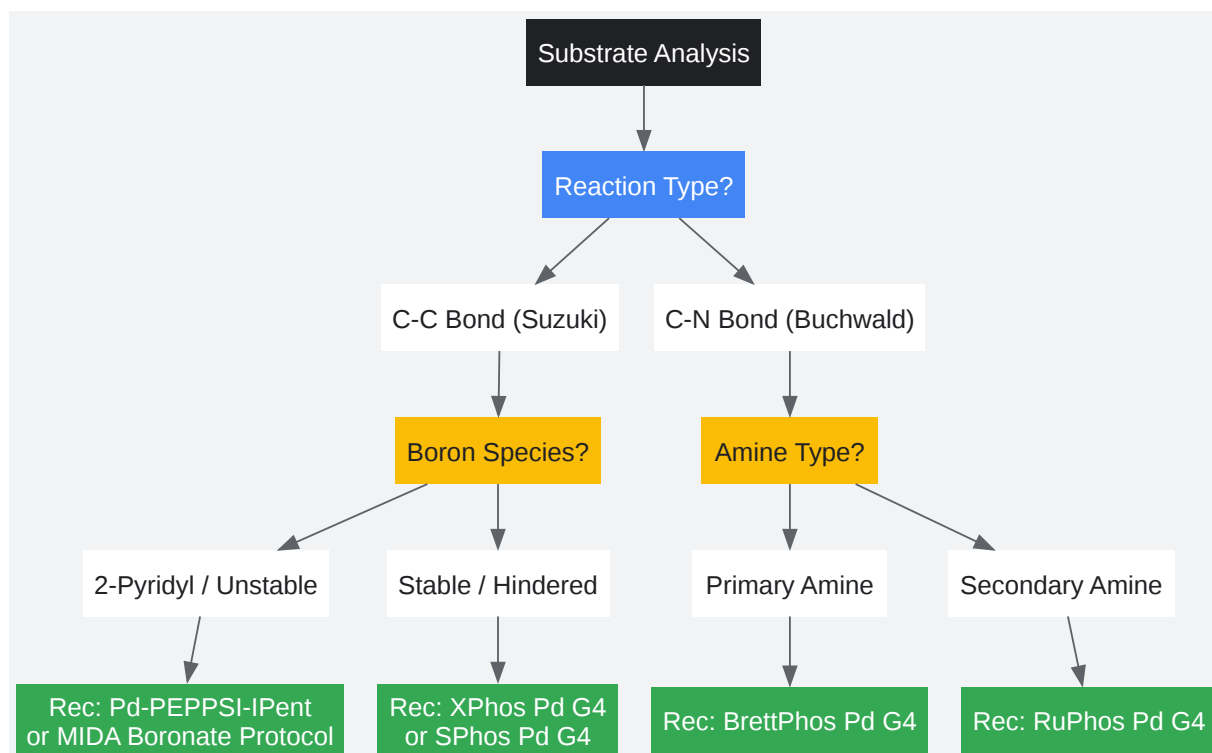 Substrate Analysis
Reaction Type?
C-C Bond (Suzuki)
C-N Bond (Buchwald)
Boron Species?
Amine Type?
2-Pyridyl / Unstable
Stable / Hindered
Primary Amine
Secondary Amine
Rec: Pd-PEPPSI-IPent
or MIDA Boronate Protocol
Rec: XPhos Pd G4
or SPhos Pd G4
Rec: BrettPhos Pd G4
Rec: RuPhos Pd G4